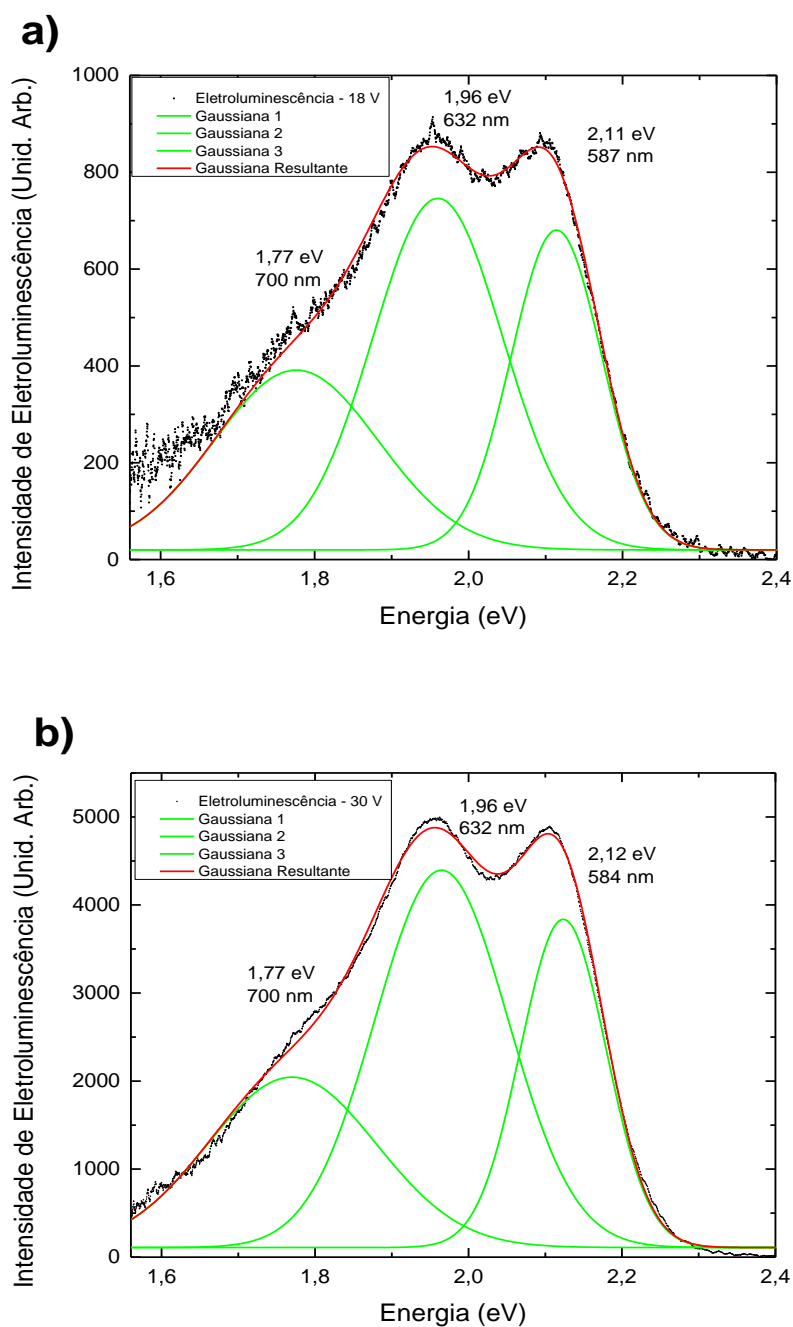 a)
1000
800
600
400
200
0
Intensidade de Eletroluminescência (Unid. Arb.)
Eletroluminescência - 18 V
Gaussiana 1
Gaussiana 2
Gaussiana 3
Gaussiana Resultante
1,96 eV
632 nm
2,11 eV
587 nm
1,77 eV
700 nm
1,6 1,8 2,0 2,2 2,4
Energia (eV)
b)
5000
4000
3000
2000
1000
0
Intensidade de Eletroluminescência (Unid. Arb.)
Eletroluminescência - 30 V
Gaussiana 1
Gaussiana 2
Gaussiana 3
Gaussiana Resultante
1,96 eV
632 nm
2,12 eV
584 nm
1,77 eV
700 nm
1,6 1,8 2,0 2,2 2,4
Energia (eV)